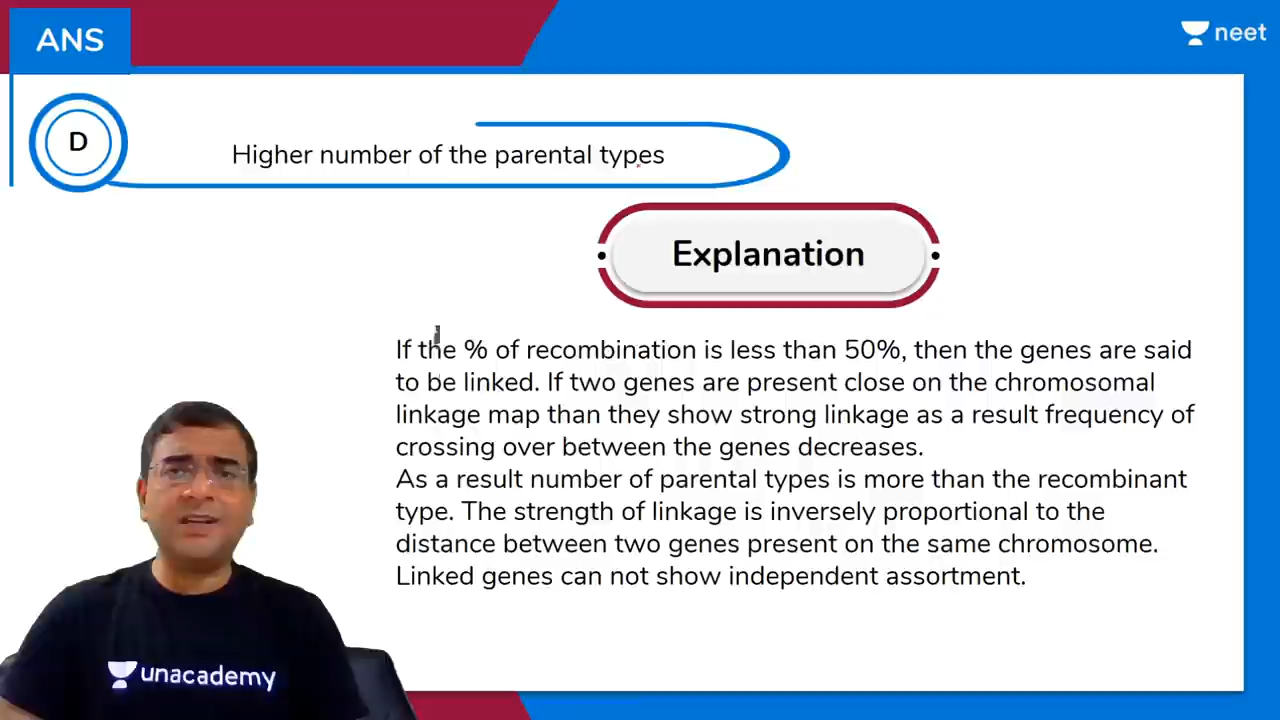 ANS
neet
D
Higher number of the parental types
Explanation
If the % of recombination is less than 50%, then the genes are said
to be linked. If two genes are present close on the chromosomal
linkage map than they show strong linkage as a result frequency of
crossing over between the genes decreases.
As a result number of parental types is more than the recombinant
type. The strength of linkage is inversely proportional to the
distance between two genes present on the same chromosome.
Linked genes can not show independent assortment.
unacademy